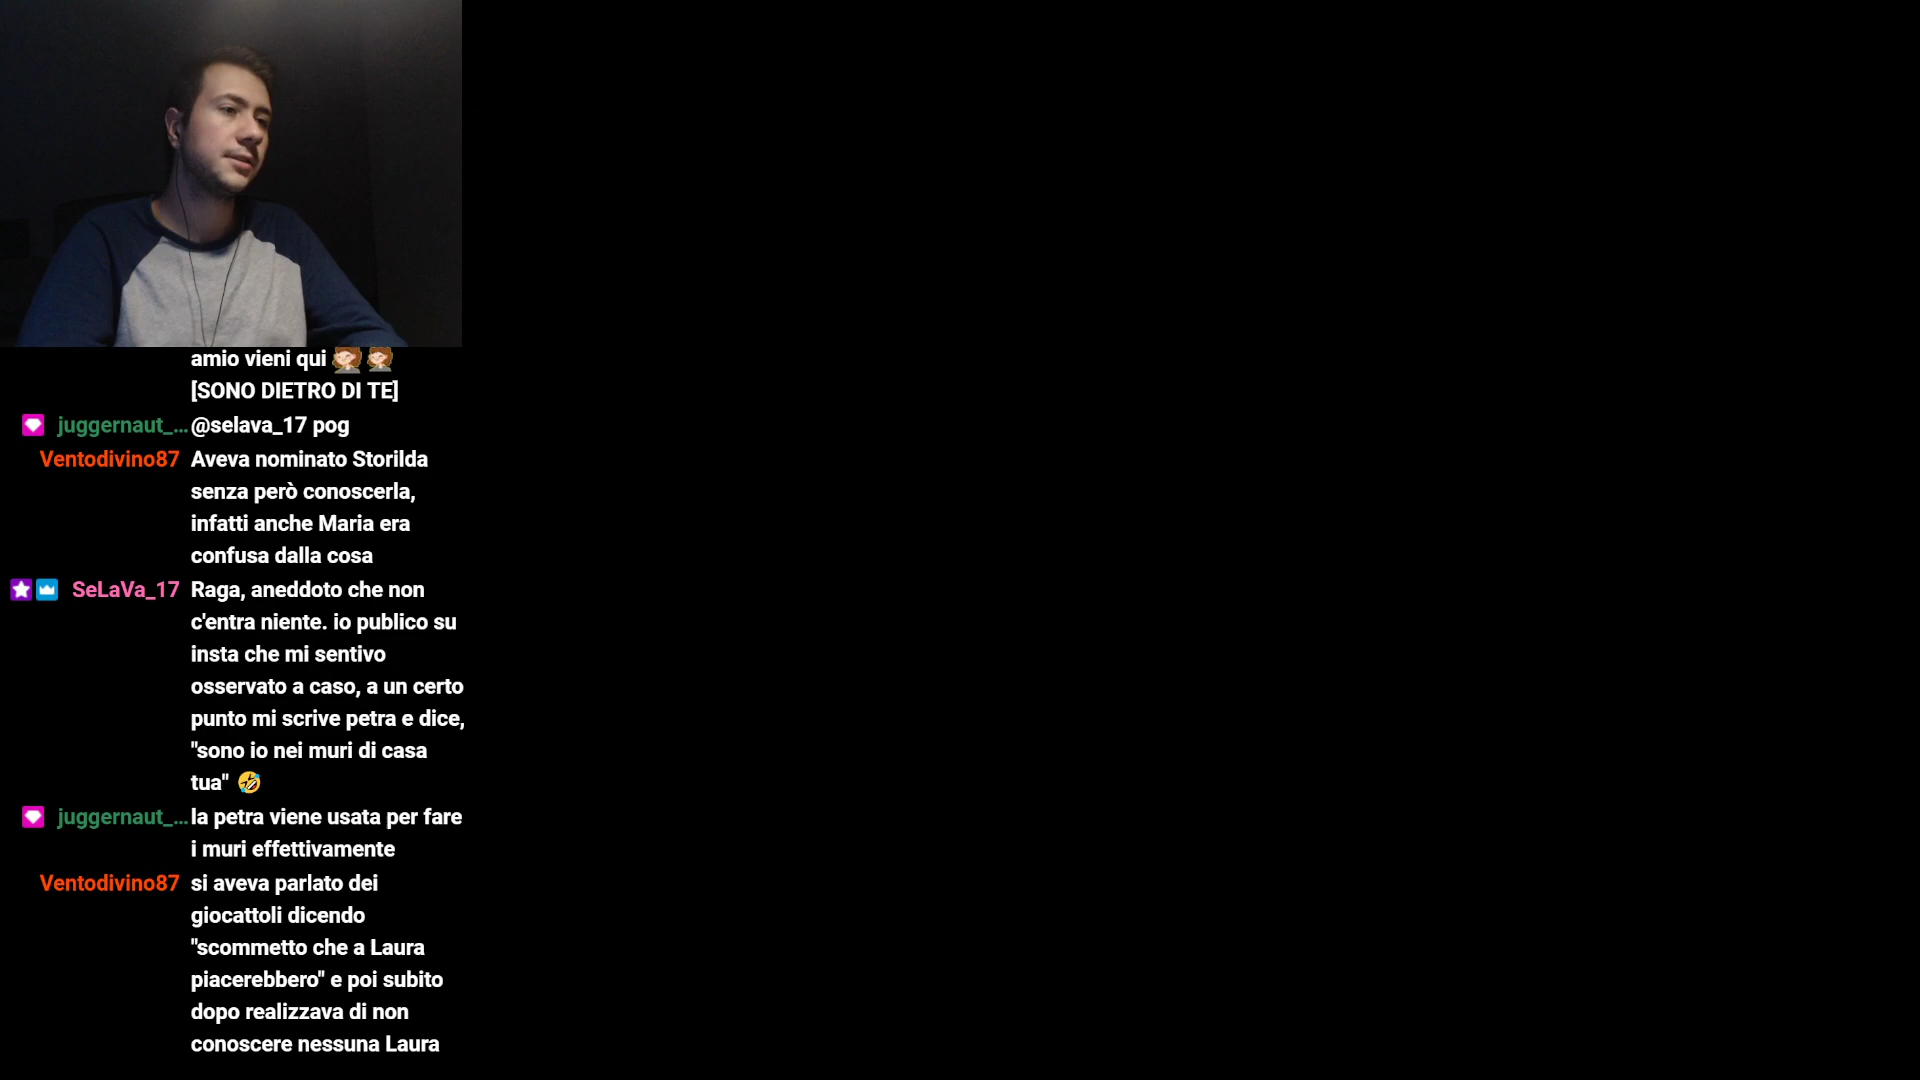 amio vieni qui
[SONO DIETRO DI TE]
juggernaut_... @selava_17 pog
Ventodivino87 Aveva nominato Storilda
senza però conoscerla,
infatti anche Maria era
confusa dalla cosa
SeLaVa_17 Raga, aneddoto che non
c'entra niente. io publico su
insta che mi sentivo
osservato a caso, a un certo
punto mi scrive petra e dice,
"sono io nei muri di casa
tua" 🤣
juggernaut_... la petra viene usata per fare
i muri effettivamente
Ventodivino87 si aveva parlato dei
giocattoli dicendo
"scommetto che a Laura
piacerebbero" e poi subito
dopo realizzava di non
conoscere nessuna Laura